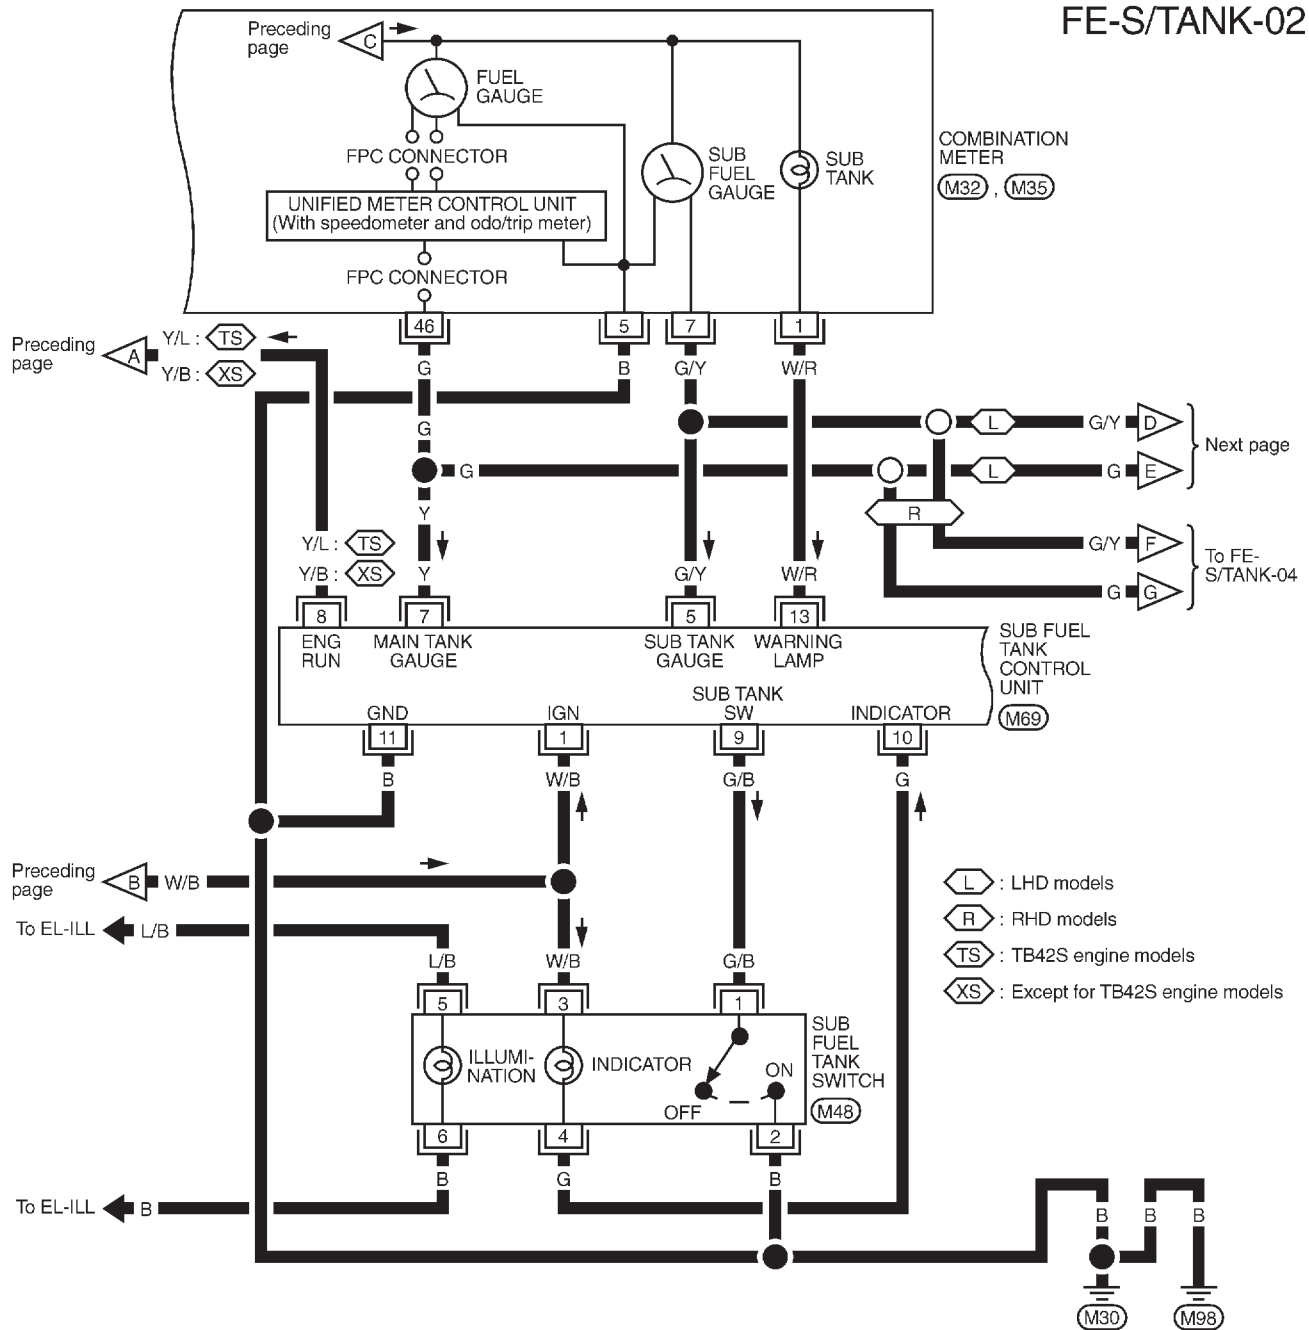 FE-S/TANK-02
Preceding
page
C
FUEL
GAUGE
FPC CONNECTOR
SUB
FUEL
GAUGE
SUB
TANK
COMBINATION
METER
M32 , M35
UNIFIED METER CONTROL UNIT
(With speedometer and odo/trip meter)
FPC CONNECTOR
46 5 7 1
Preceding
page
A
Y/L : TS
Y/B : XS
G B G/Y W/R
G
G/Y D
Next page
L
G
L
G E
Y
R
Y/L : TS
Y/B : XS
Y G/Y W/R
G/Y F
G G
To FE-
S/TANK-04
8 7 5 13
ENG
RUN
MAIN TANK
GAUGE
SUB TANK
GAUGE
WARNING
LAMP
SUB FUEL
TANK
CONTROL
UNIT
M69
GND IGN SUB TANK
SW
INDICATOR
11 1 9 10
B W/B G/B G
Preceding
page
B W/B
To EL-ILL L/B
L : LHD models
R : RHD models
TS : TB42S engine models
XS : Except for TB42S engine models
L/B W/B G/B
5 3 1
ILLUMI-
NATION
INDICATOR
OFF
ON
SUB
FUEL
TANK
SWITCH
M48
6 4 2
B G B
To EL-ILL B
B B B
M30 M98